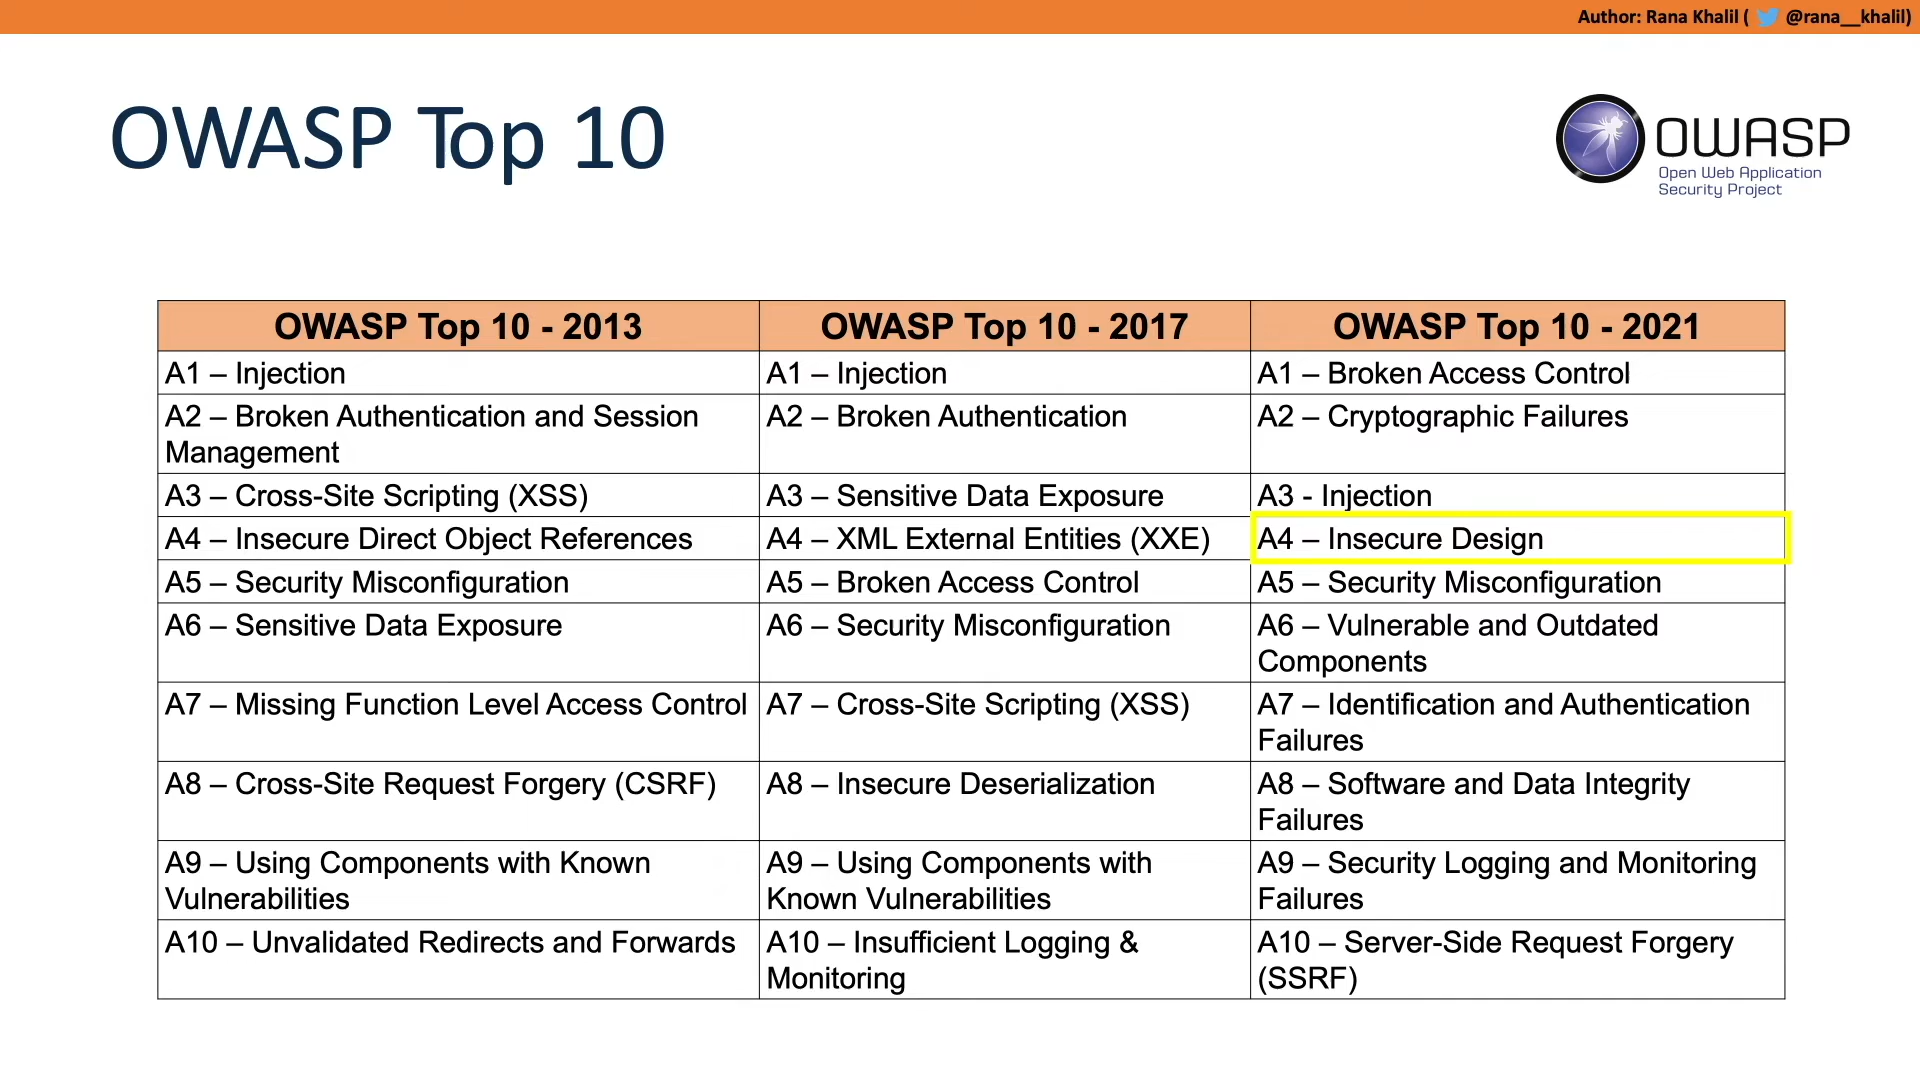 Author: Rana Khalil ( @rana__khalil)
OWASP Top 10
OWASP
Open Web Application
Security Project
OWASP Top 10 - 2013
OWASP Top 10 - 2017
OWASP Top 10 - 2021
A1 – Injection
A1 – Injection
A1 – Broken Access Control
A2 – Broken Authentication and Session
Management
A2 – Broken Authentication
A2 – Cryptographic Failures
A3 – Cross-Site Scripting (XSS)
A3 – Sensitive Data Exposure
A3 - Injection
A4 – Insecure Direct Object References
A4 – XML External Entities (XXE)
A4 – Insecure Design
A5 – Security Misconfiguration
A5 – Broken Access Control
A5 – Security Misconfiguration
A6 – Sensitive Data Exposure
A6 – Security Misconfiguration
A6 – Vulnerable and Outdated
Components
A7 – Missing Function Level Access Control
A7 – Cross-Site Scripting (XSS)
A7 – Identification and Authentication
Failures
A8 – Cross-Site Request Forgery (CSRF)
A8 – Insecure Deserialization
A8 – Software and Data Integrity
Failures
A9 – Using Components with Known
Vulnerabilities
A9 – Using Components with
Known Vulnerabilities
A9 – Security Logging and Monitoring
Failures
A10 – Unvalidated Redirects and Forwards
A10 – Insufficient Logging &
Monitoring
A10 – Server-Side Request Forgery
(SSRF)